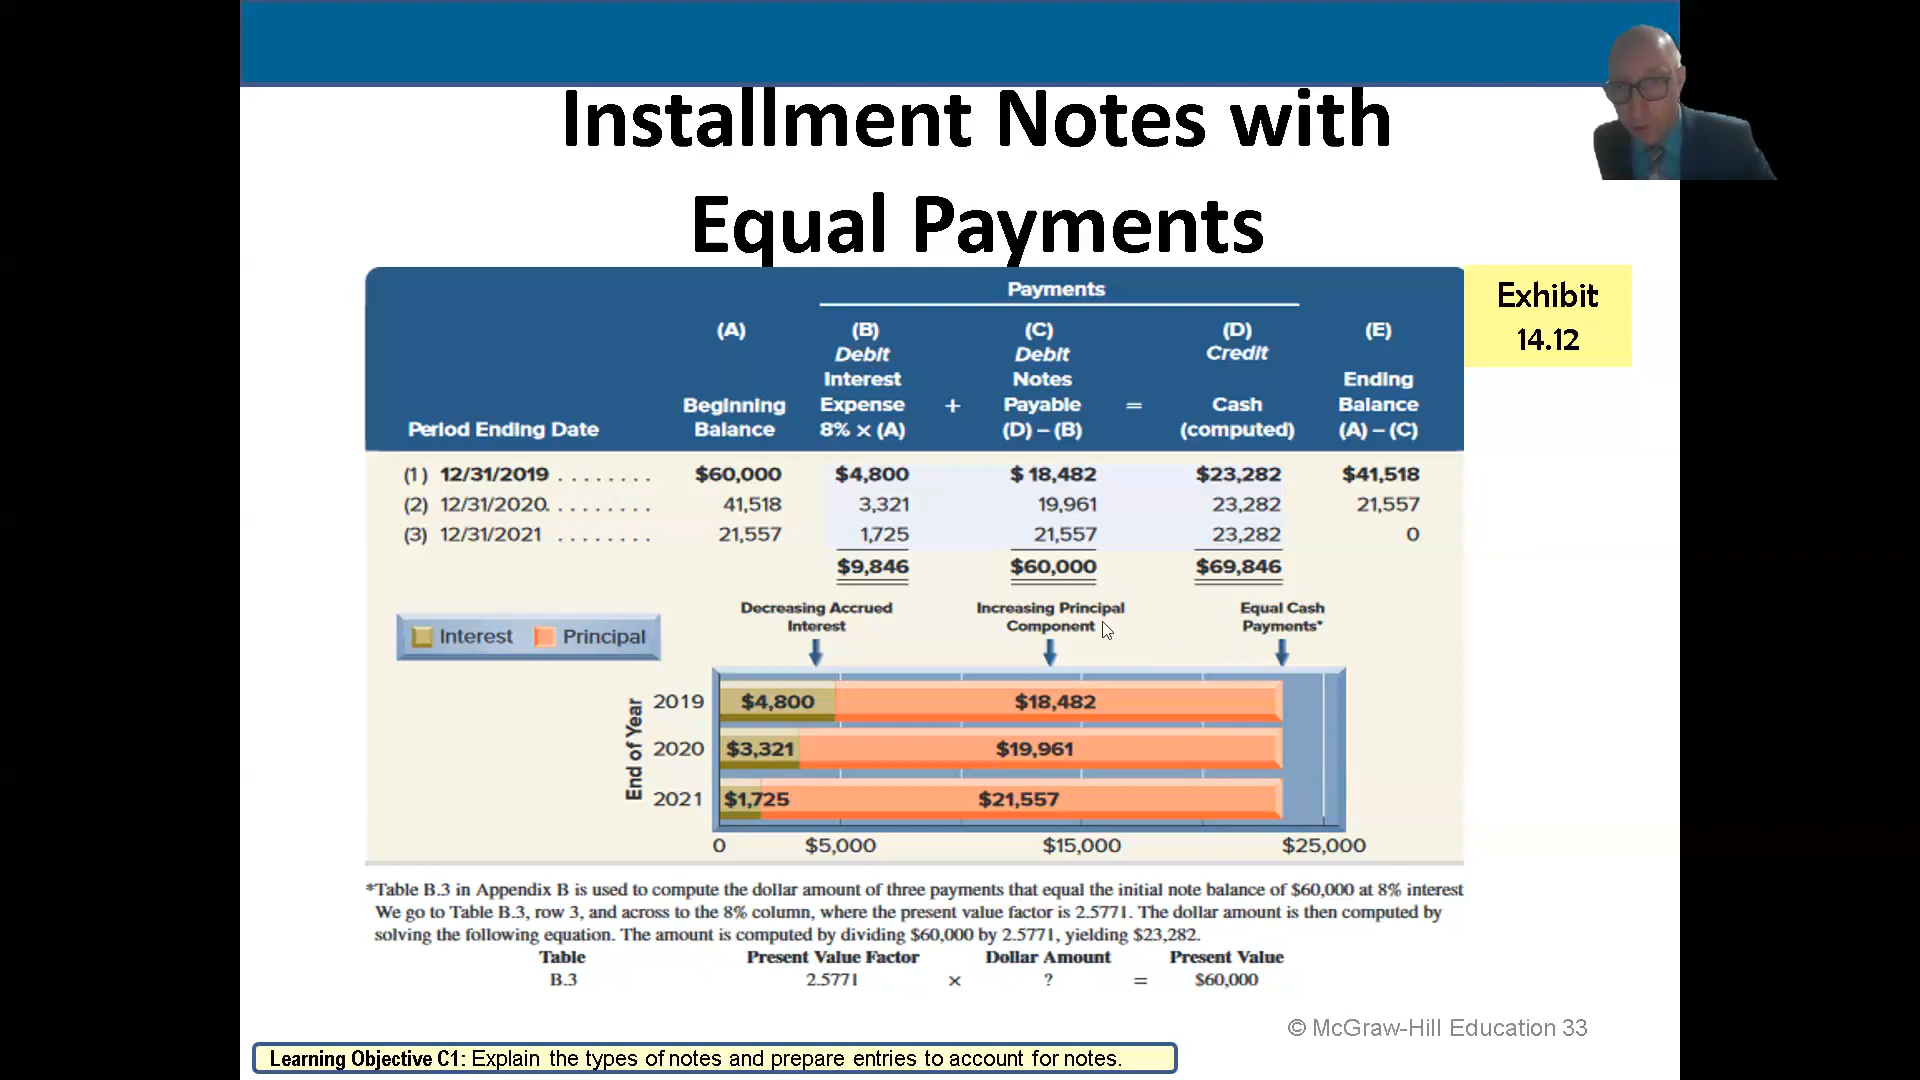 Installment Notes with
Equal Payments
Exhibit
14.12
Payments
(A) (B) (C) (D) (E)
Debit Debit Credit
Interest Notes Ending
Beginning Expense + Payable = Cash Balance
Period Ending Date Balance 8% × (A) (D) – (B) (computed) (A) – (C)
(1) 12/31/2019 . . . . . . . . $60,000 $4,800 $ 18,482 $23,282 $41,518
(2) 12/31/2020. . . . . . . . 41,518 3,321 19,961 23,282 21,557
(3) 12/31/2021 . . . . . . . . 21,557 1,725 21,557 23,282 0
$9,846 $60,000 $69,846
Decreasing Accrued Increasing Principal Equal Cash
Interest Component Payments*
Interest Principal
End of Year
2019 $4,800 $18,482
2020 $3,321 $19,961
2021 $1,725 $21,557
0 $5,000 $15,000 $25,000
*Table B.3 in Appendix B is used to compute the dollar amount of three payments that equal the initial note balance of $60,000 at 8% interest
We go to Table B.3, row 3, and across to the 8% column, where the present value factor is 2.5771. The dollar amount is then computed by
solving the following equation. The amount is computed by dividing $60,000 by 2.5771, yielding $23,282.
Table Present Value Factor Dollar Amount Present Value
B.3 2.5771 × ? = $60,000
© McGraw-Hill Education 33
Learning Objective C1: Explain the types of notes and prepare entries to account for notes.